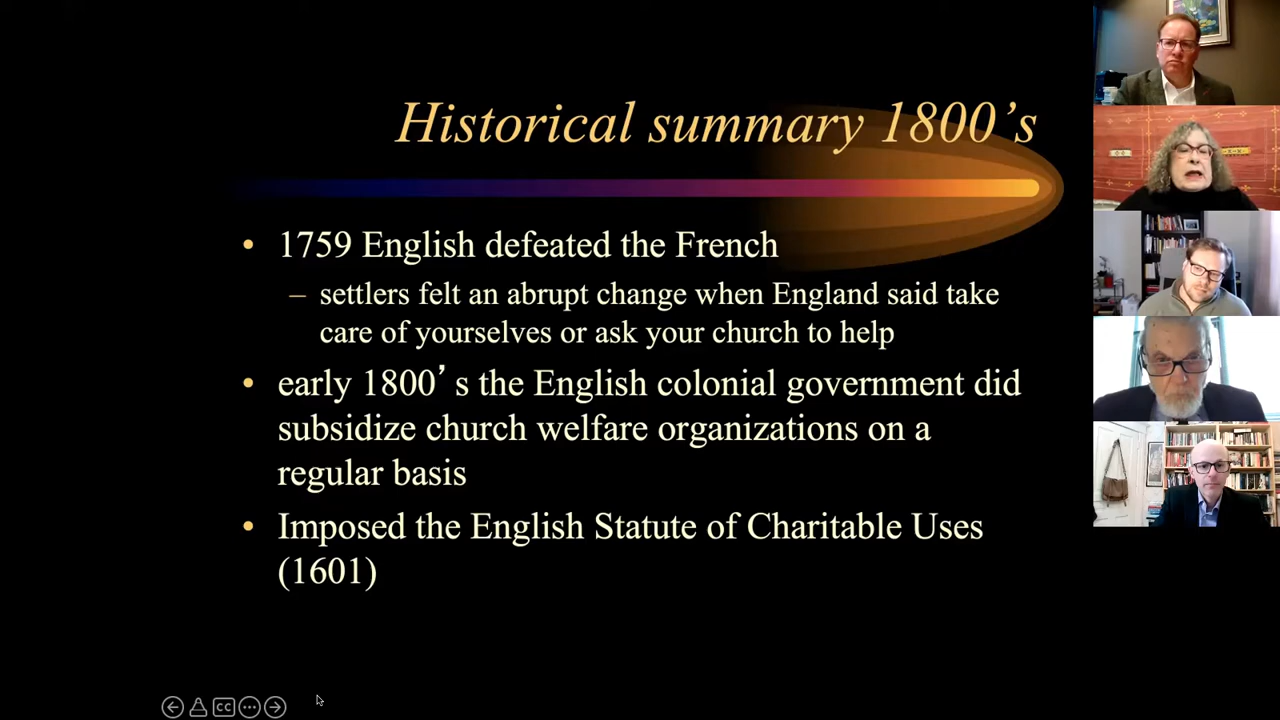 Historical summary 1800’s
• 1759 English defeated the French
– settlers felt an abrupt change when England said take
care of yourselves or ask your church to help
• early 1800’s the English colonial government did
subsidize church welfare organizations on a
regular basis
• Imposed the English Statute of Charitable Uses
(1601)
CC